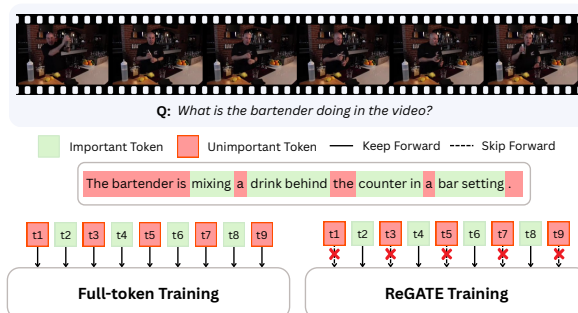 Q: What is the bartender doing in the video?
Important Token Unimportant Token Keep Forward Skip Forward
The bartender is mixing a drink behind the counter in a bar setting .
t1 t2 t3 t4 t5 t6 t7 t8 t9 t1 t2 t3 t4 t5 t6 t7 t8 t9
Full-token Training ReGATE Training